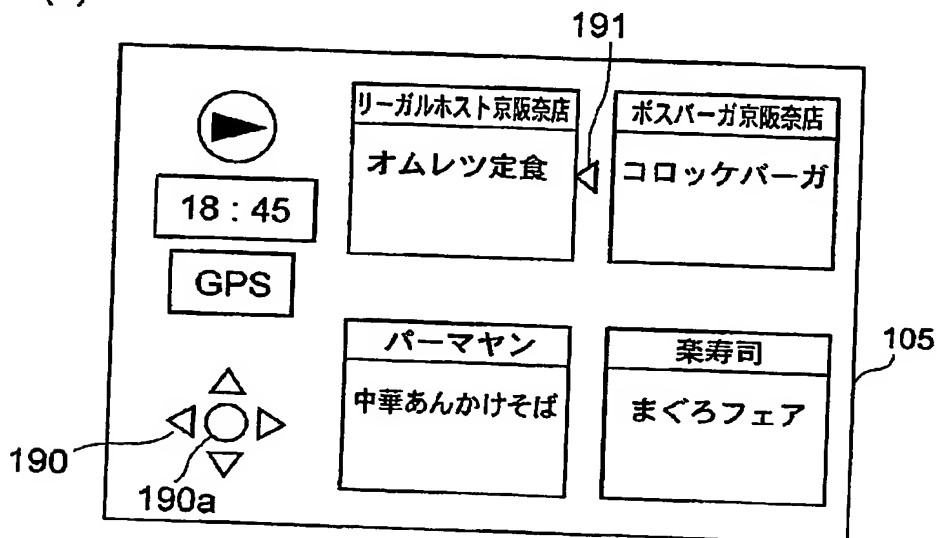 191
リーガルホスト京阪奈店
オムレツ定食
ボスバーガ京阪奈店
コロッケバーガ
18:45
GPS
パーマヤン
中華あんかけそば
楽寿司
まぐろフェア
105
190
190a